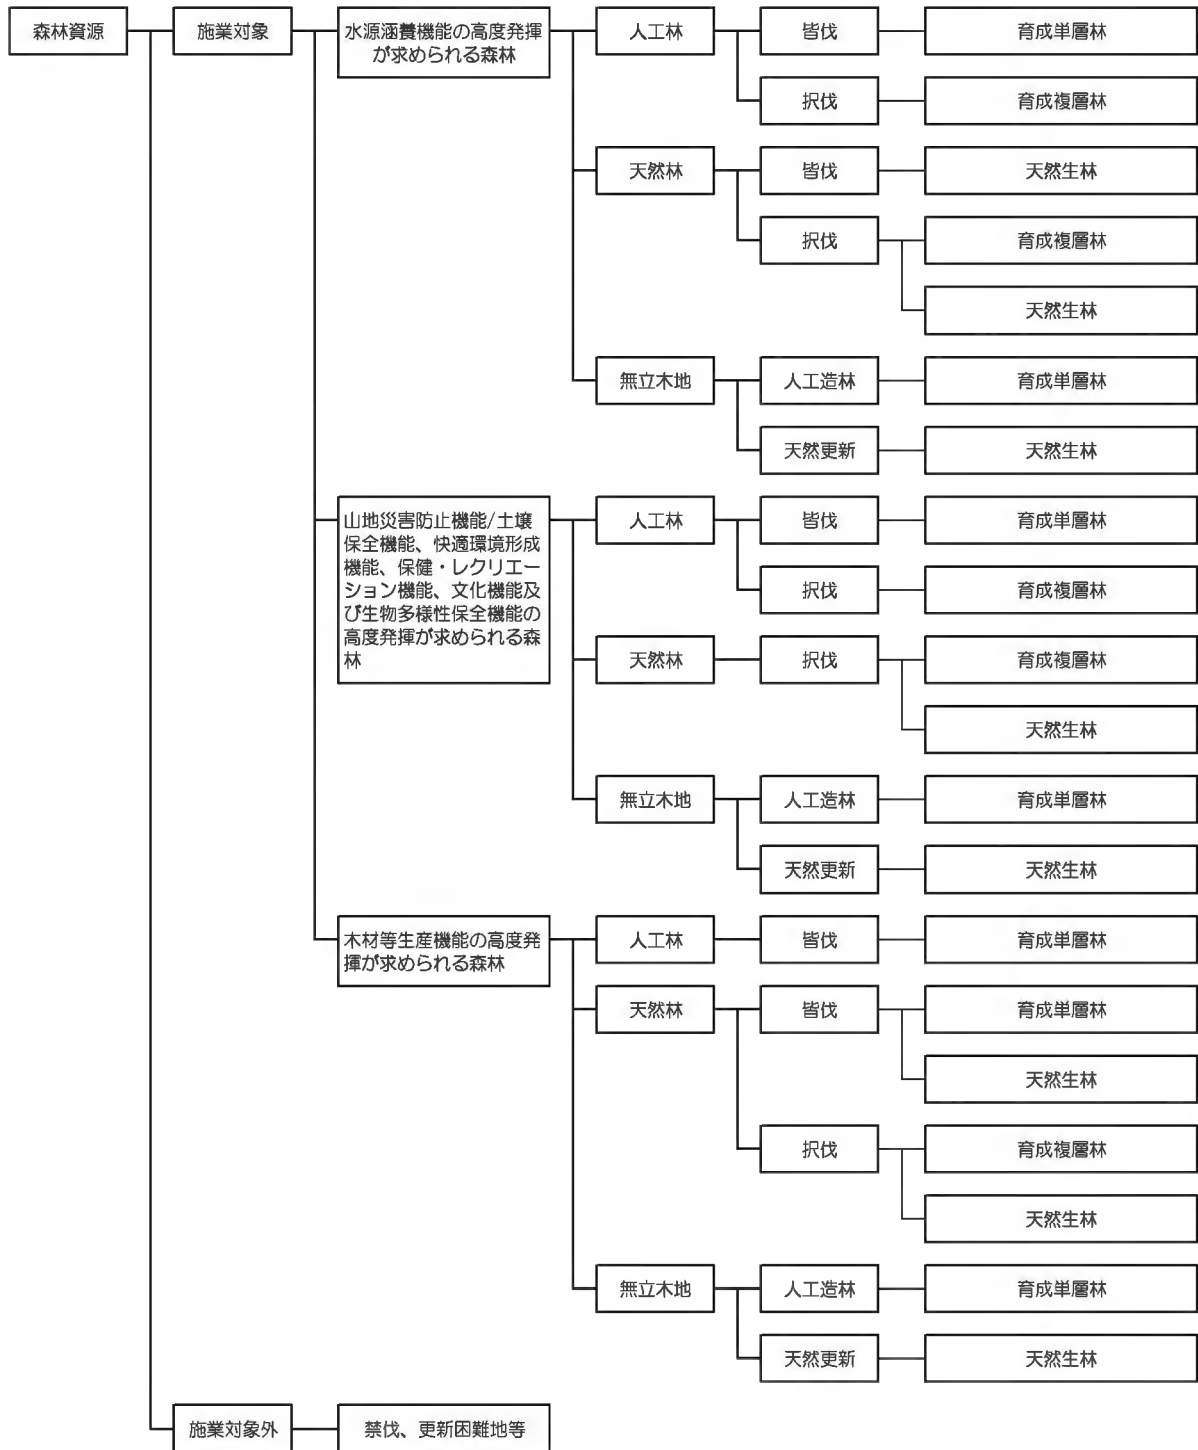 森林資源
施業対象
水源涵養機能の高度発揮
が求められる森林
人工林
皆伐
育成単層林
択伐
育成複層林
天然林
皆伐
天然生林
択伐
育成複層林
天然生林
無立木地
人工造林
育成単層林
天然更新
天然生林
山地災害防止機能/土壌
保全機能、快適環境形成
機能、保健・レクリエー
ション機能、文化機能及
び生物多様性保全機能の
高度発揮が求められる森
林
人工林
皆伐
育成単層林
択伐
育成複層林
天然林
択伐
育成複層林
天然生林
無立木地
人工造林
育成単層林
天然更新
天然生林
木材等生産機能の高度発
揮が求められる森林
人工林
皆伐
育成単層林
天然林
皆伐
育成単層林
天然生林
択伐
育成複層林
天然生林
無立木地
人工造林
育成単層林
天然更新
天然生林
施業対象外
禁伐、更新困難地等